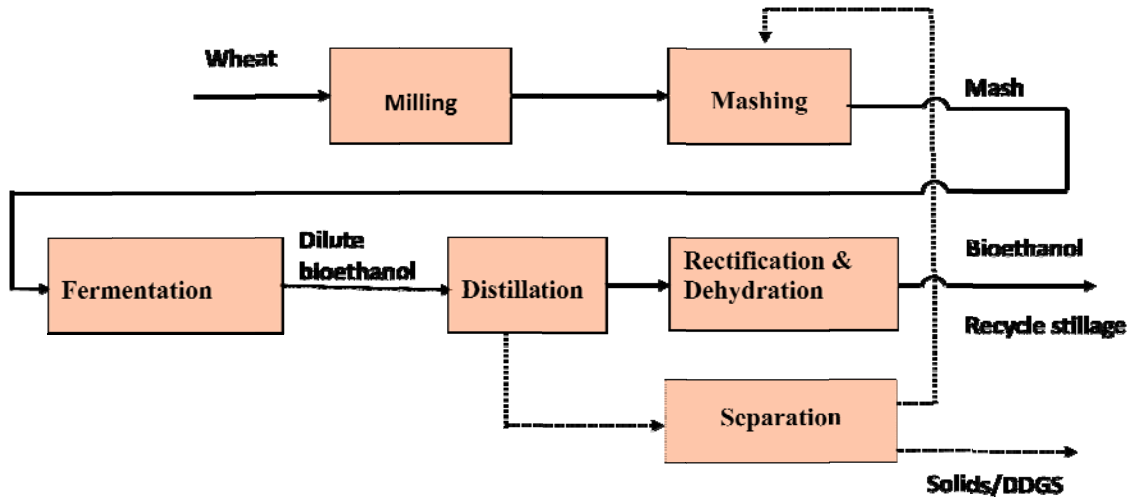 Wheat
Milling
Mashing
Mash
Fermentation
Dilute
bioethanol
Distillation
Rectification &
Dehydration
Bioethanol
Recycle stillage
Separation
Solids/DDGS